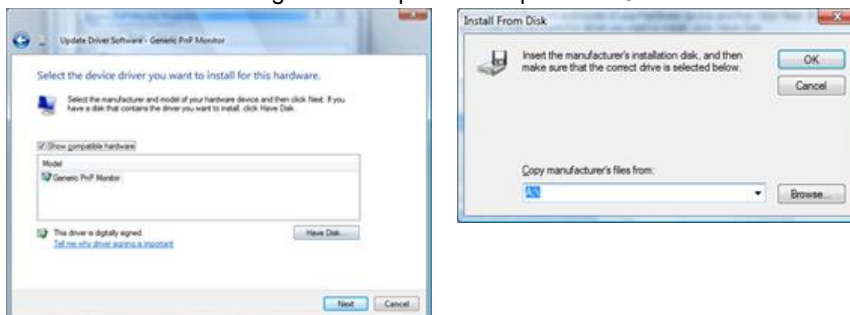 Update Driver Software - Generic PnP Monitor
Select the device driver you want to install for this hardware.
Select the manufacturer and model of your hardware device and then click Next. If you
have a disk that contains the driver you want to install, click Have Disk.
Show compatible hardware
Model
Generic PnP Monitor
This driver is digitally signed.
Tell me why driver signing is important
Have Disk...
Next
Cancel
Install From Disk
Insert the manufacturer's installation disk, and then
make sure that the correct drive is selected below.
OK
Cancel
Copy manufacturer's files from:
A:\
Browse...